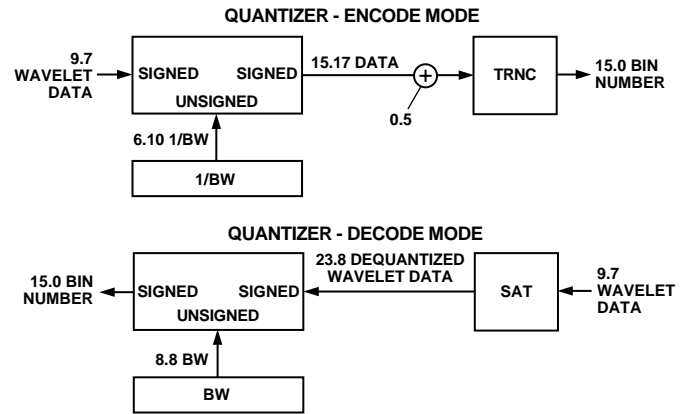 QUANTIZER - ENCODE MODE
9.7
WAVELET
DATA
SIGNED
SIGNED
UNSIGNED
15.17 DATA
0.5
TRNC
15.0 BIN
NUMBER
6.10 1/BW
1/BW
QUANTIZER - DECODE MODE
15.0 BIN
NUMBER
SIGNED
SIGNED
UNSIGNED
23.8 DEQUANTIZED
WAVELET DATA
SAT
9.7
WAVELET
DATA
8.8 BW
BW